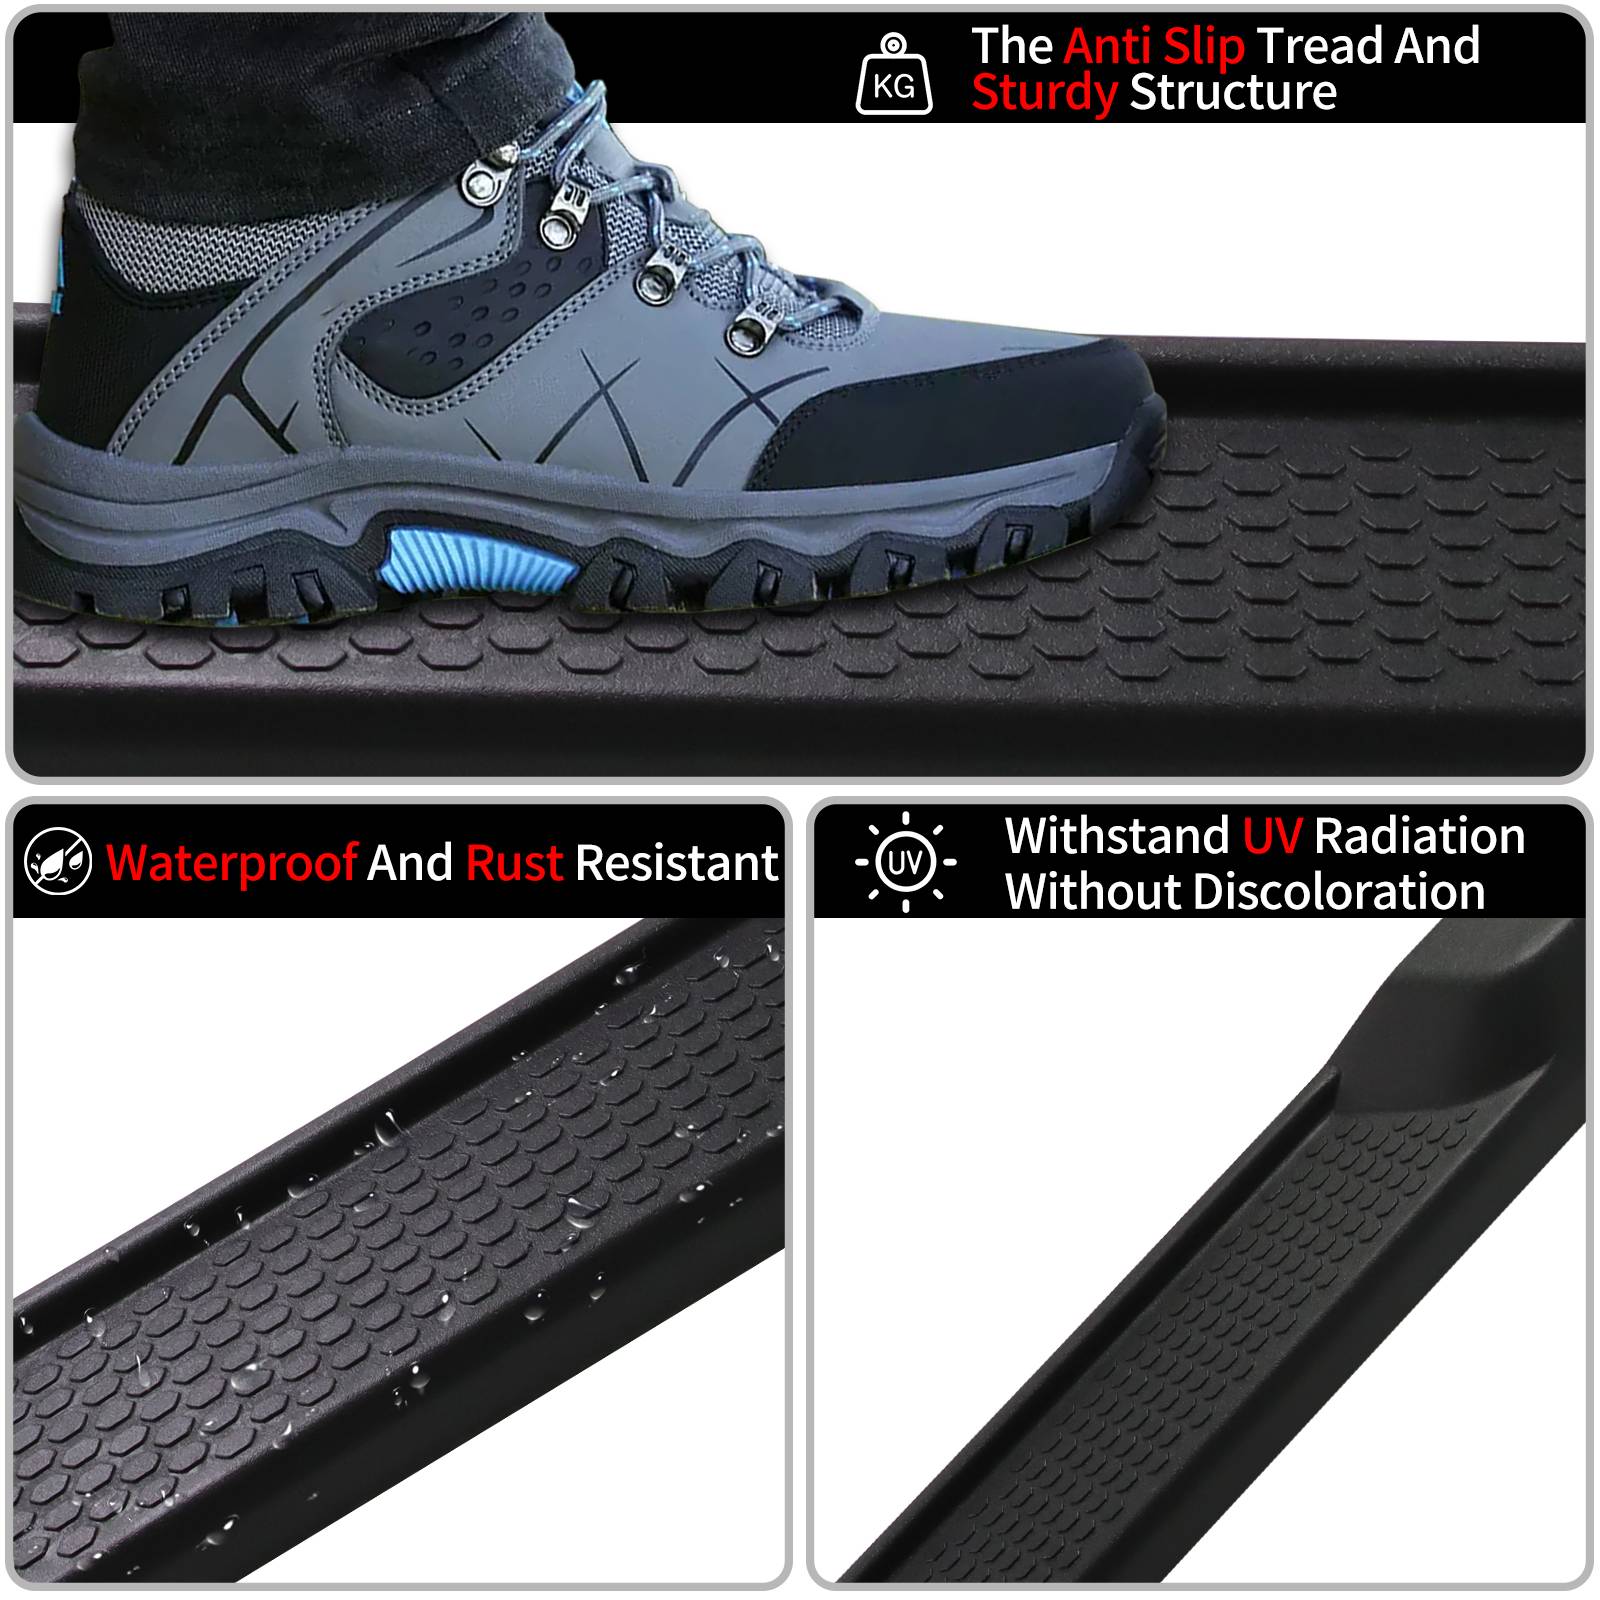 KG
The Anti Slip Tread And
Sturdy Structure
Waterproof And Rust Resistant
UV
Withstand UV Radiation
Without Discoloration